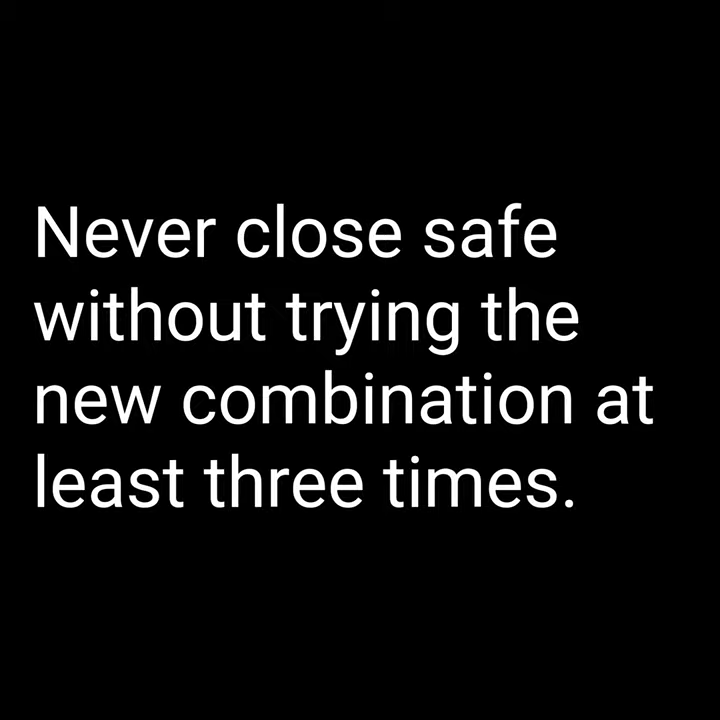 Never close safe
without trying the
new combination at
least three times.